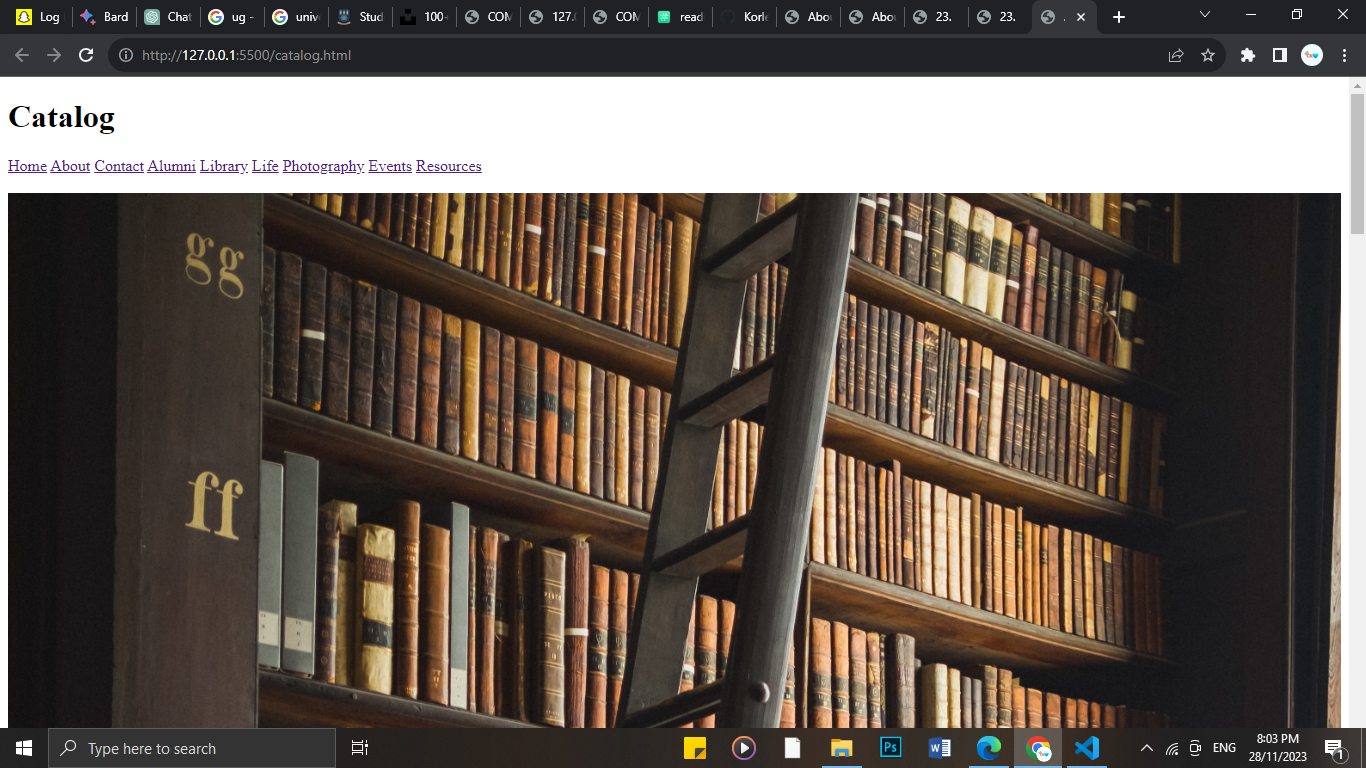 Log
Bard
Chat
ug -
univ
Stud
100+
COM
127.
COM
read
Korle
Abou
Abou
23.
23.
http://127.0.0.1:5500/catalog.html
Catalog
Home About Contact Alumni Library Life Photography Events Resources
gg
ff
Type here to search
Ps
W
ENG
8:03 PM
28/11/2023
1